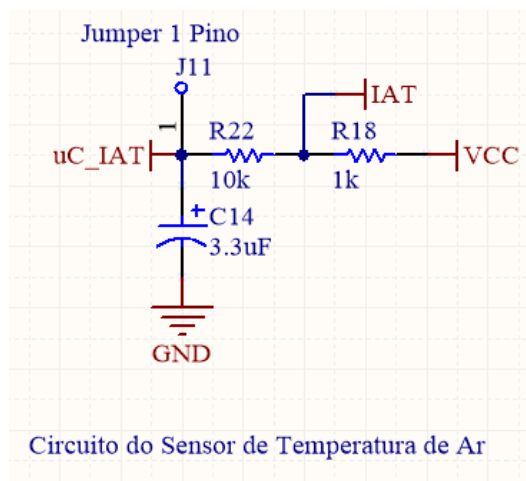 Jumper 1 Pino
J11
IAT
1
R22
R18
uC_IAT
VCC
10k
1k
+
C14
3.3uF
GND
Circuito do Sensor de Temperatura de Ar